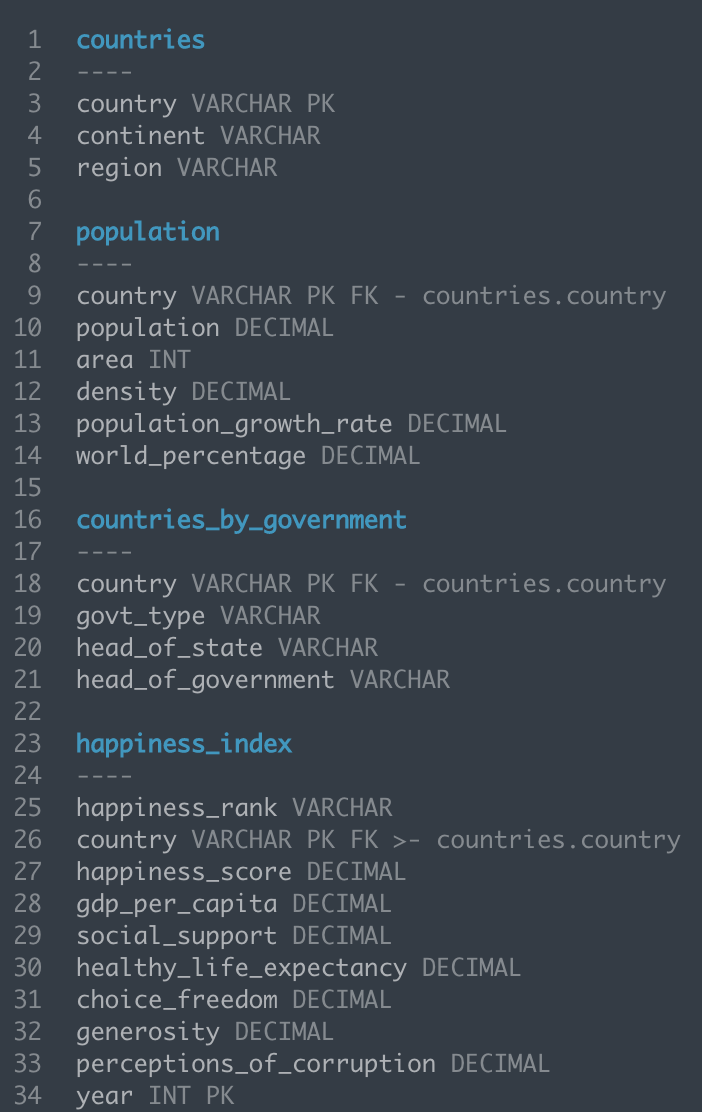 1 countries
2 ----
3 country VARCHAR PK
4 continent VARCHAR
5 region VARCHAR
6
7 population
8 ----
9 country VARCHAR PK FK - countries.country
10 population DECIMAL
11 area INT
12 density DECIMAL
13 population_growth_rate DECIMAL
14 world_percentage DECIMAL
15
16 countries_by_government
17 ----
18 country VARCHAR PK FK - countries.country
19 govt_type VARCHAR
20 head_of_state VARCHAR
21 head_of_government VARCHAR
22
23 happiness_index
24 ----
25 happiness_rank VARCHAR
26 country VARCHAR PK FK >- countries.country
27 happiness_score DECIMAL
28 gdp_per_capita DECIMAL
29 social_support DECIMAL
30 healthy_life_expectancy DECIMAL
31 choice_freedom DECIMAL
32 generosity DECIMAL
33 perceptions_of_corruption DECIMAL
34 year INT PK